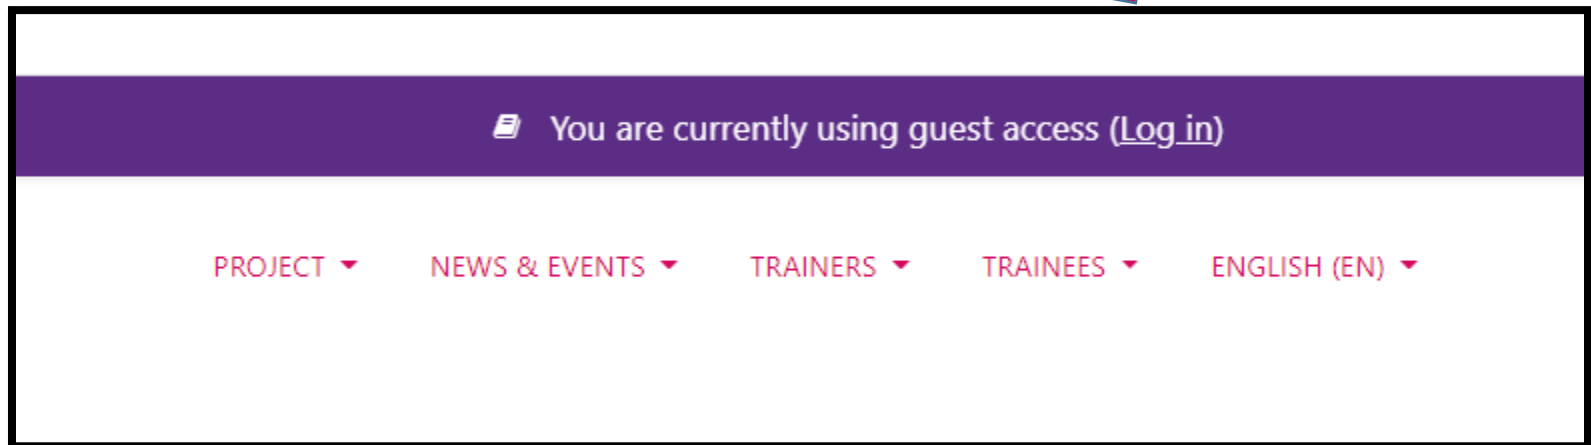 You are currently using guest access (Log in)
PROJECT NEWS & EVENTS TRAINERS TRAINEES ENGLISH (EN)